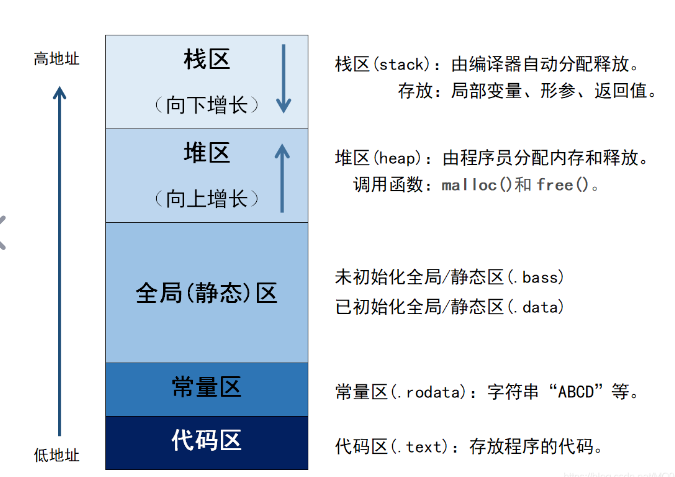 高地址
栈区
（向下增长）
栈区(stack)：由编译器自动分配释放。
存放：局部变量、形参、返回值。
堆区
（向上增长）
堆区(heap)：由程序员分配内存和释放。
调用函数：malloc()和 free()。
全局(静态)区
未初始化全局/静态区(.bass)
已初始化全局/静态区(.data)
常量区
常量区(.rodata)：字符串“ABCD”等。
代码区
代码区(.text)：存放程序的代码。
低地址